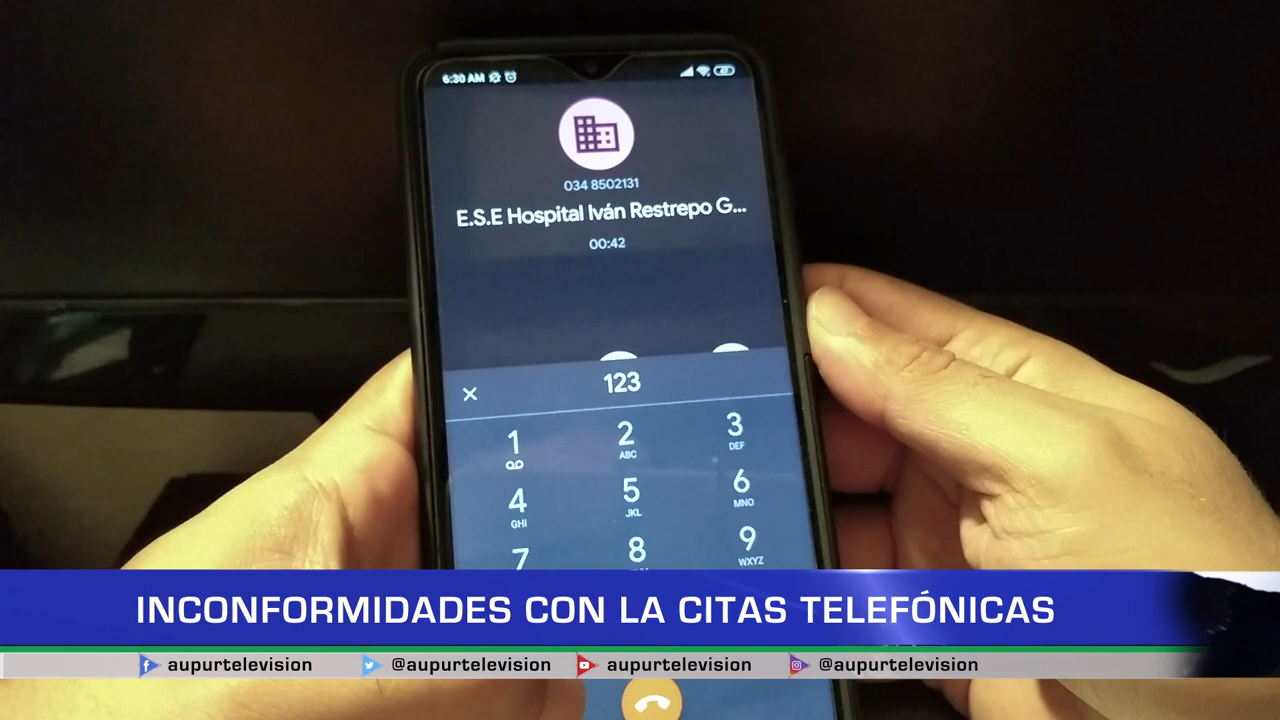 6:30 AM
034 8502131
E.S.E Hospital Iván Restrepo G...
00:42
123
1
2
ABC
3
DEF
4
GHI
5
JKL
6
MNO
7
8
9
WXYZ
INCONFORMIDADES CON LA CITAS TELEFÓNICAS
aupurtelevision @aupurtelevision aupurtelevision @aupurtelevision